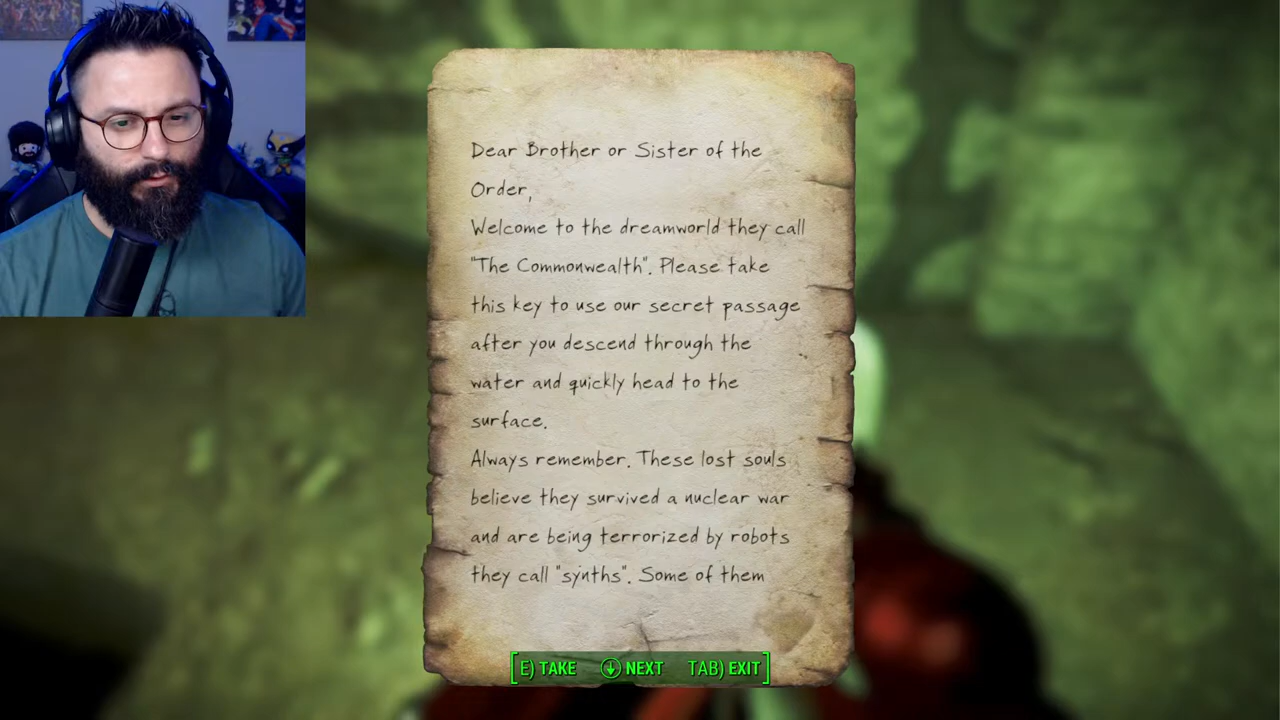 Dear Brother or Sister of the
Order,
Welcome to the dreamworld they call
"The Commonwealth". Please take
this key to use our secret passage
after you descend through the
water and quickly head to the
surface.
Always remember. These lost souls
believe they survived a nuclear war
and are being terrorized by robots
they call "synths". Some of them
E) TAKE NEXT TAB) EXIT